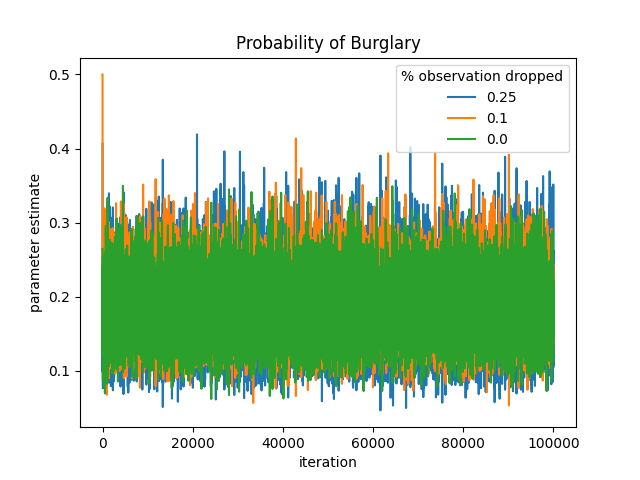 Probability of Burglary
% observation dropped
0.25
0.1
0.0
0.5
0.4
0.3
0.2
0.1
parameter estimate
0 20000 40000 60000 80000 100000
iteration